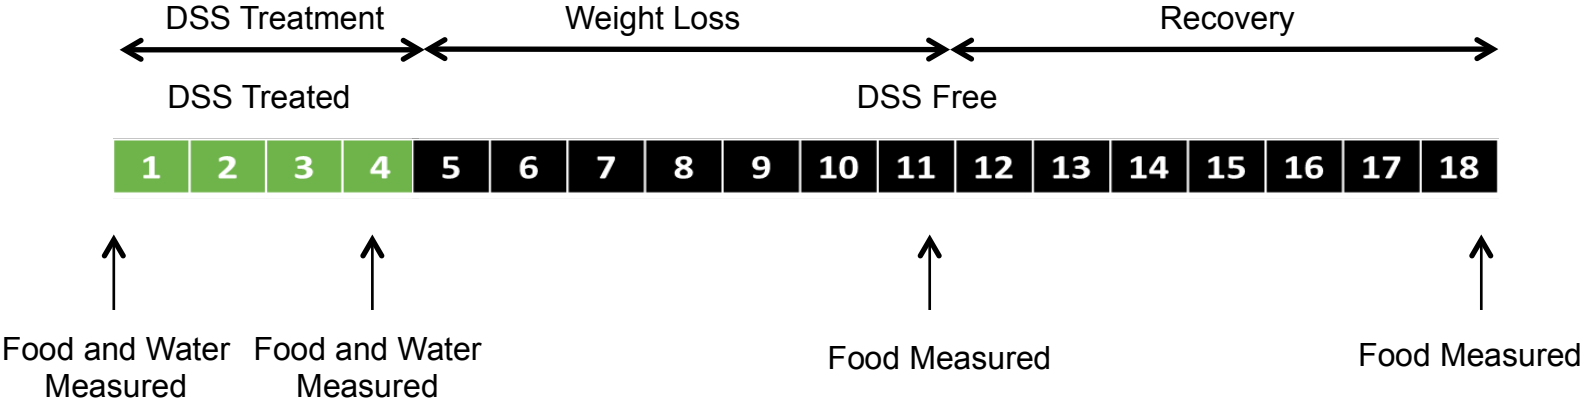 DSS Treatment Weight Loss Recovery
DSS Treated DSS Free
1 2 3 4 5 6 7 8 9 10 11 12 13 14 15 16 17 18
Food and Water
Measured
Food and Water
Measured
Food Measured
Food Measured